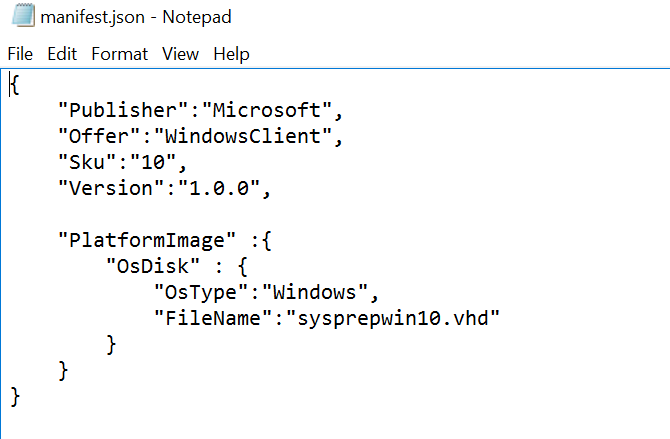 manifest.json - Notepad
File Edit Format View Help
{
    "Publisher":"Microsoft",
    "Offer":"WindowsClient",
    "Sku":"10",
    "Version":"1.0.0",

    "PlatformImage" :{
        "OsDisk" : {
            "OsType":"Windows",
            "FileName":"sysprepwin10.vhd"
        }
    }
}